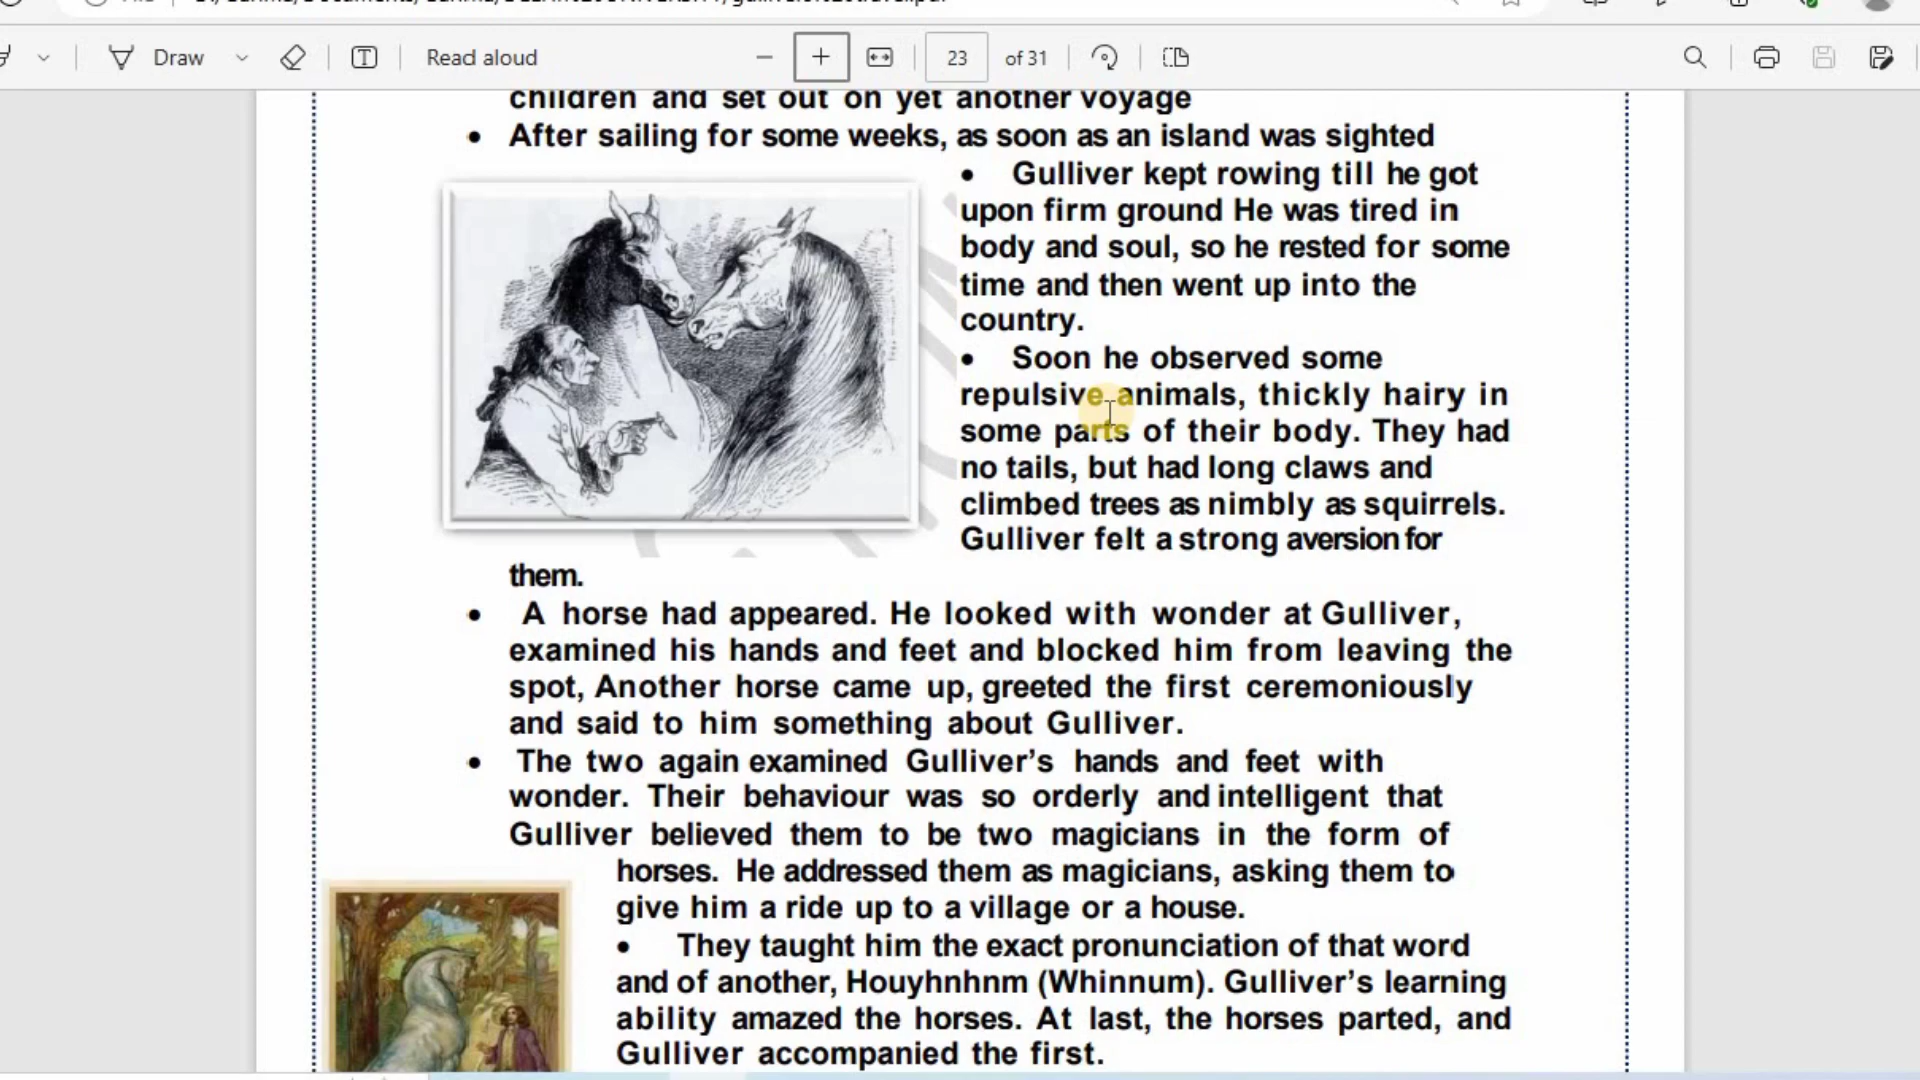 Draw
Read aloud
23 of 31
children and set out on yet another voyage
• After sailing for some weeks, as soon as an island was sighted
• Gulliver kept rowing till he got
upon firm ground He was tired in
body and soul, so he rested for some
time and then went up into the
country.
• Soon he observed some
repulsive animals, thickly hairy in
some parts of their body. They had
no tails, but had long claws and
climbed trees as nimbly as squirrels.
Gulliver felt a strong aversion for
them.
• A horse had appeared. He looked with wonder at Gulliver,
examined his hands and feet and blocked him from leaving the
spot, Another horse came up, greeted the first ceremoniously
and said to him something about Gulliver.
• The two again examined Gulliver's hands and feet with
wonder. Their behaviour was so orderly and intelligent that
Gulliver believed them to be two magicians in the form of
horses. He addressed them as magicians, asking them to
give him a ride up to a village or a house.
• They taught him the exact pronunciation of that word
and of another, Houyhnhnm (Whinnum). Gulliver's learning
ability amazed the horses. At last, the horses parted, and
Gulliver accompanied the first.